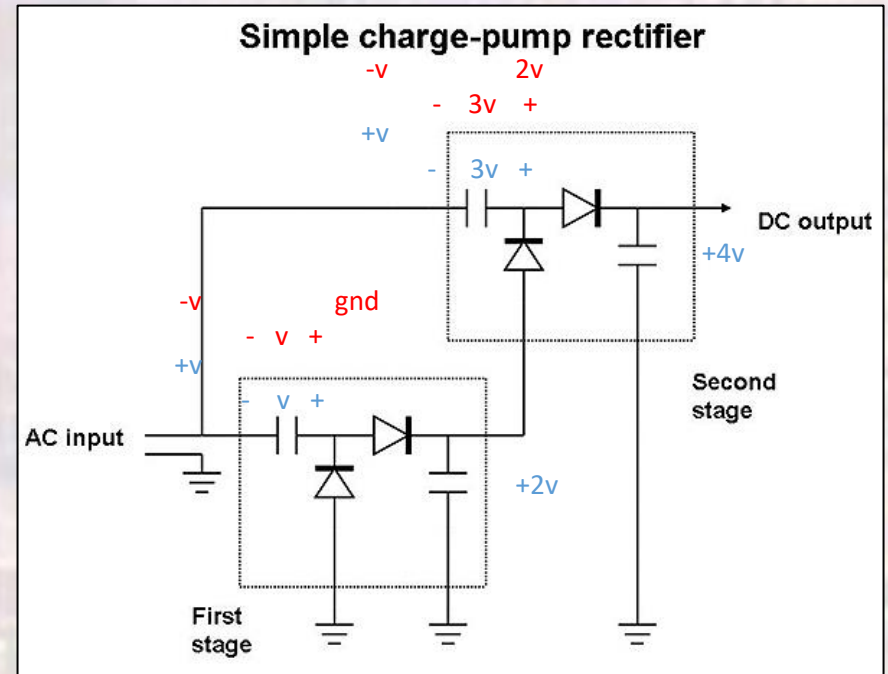 Simple charge-pump rectifier
-v 2v
- 3v +
+v
- 3v +
DC output
+4v
-v gnd
- v +
+v
- v +
Second
stage
AC input
+2v
First
stage